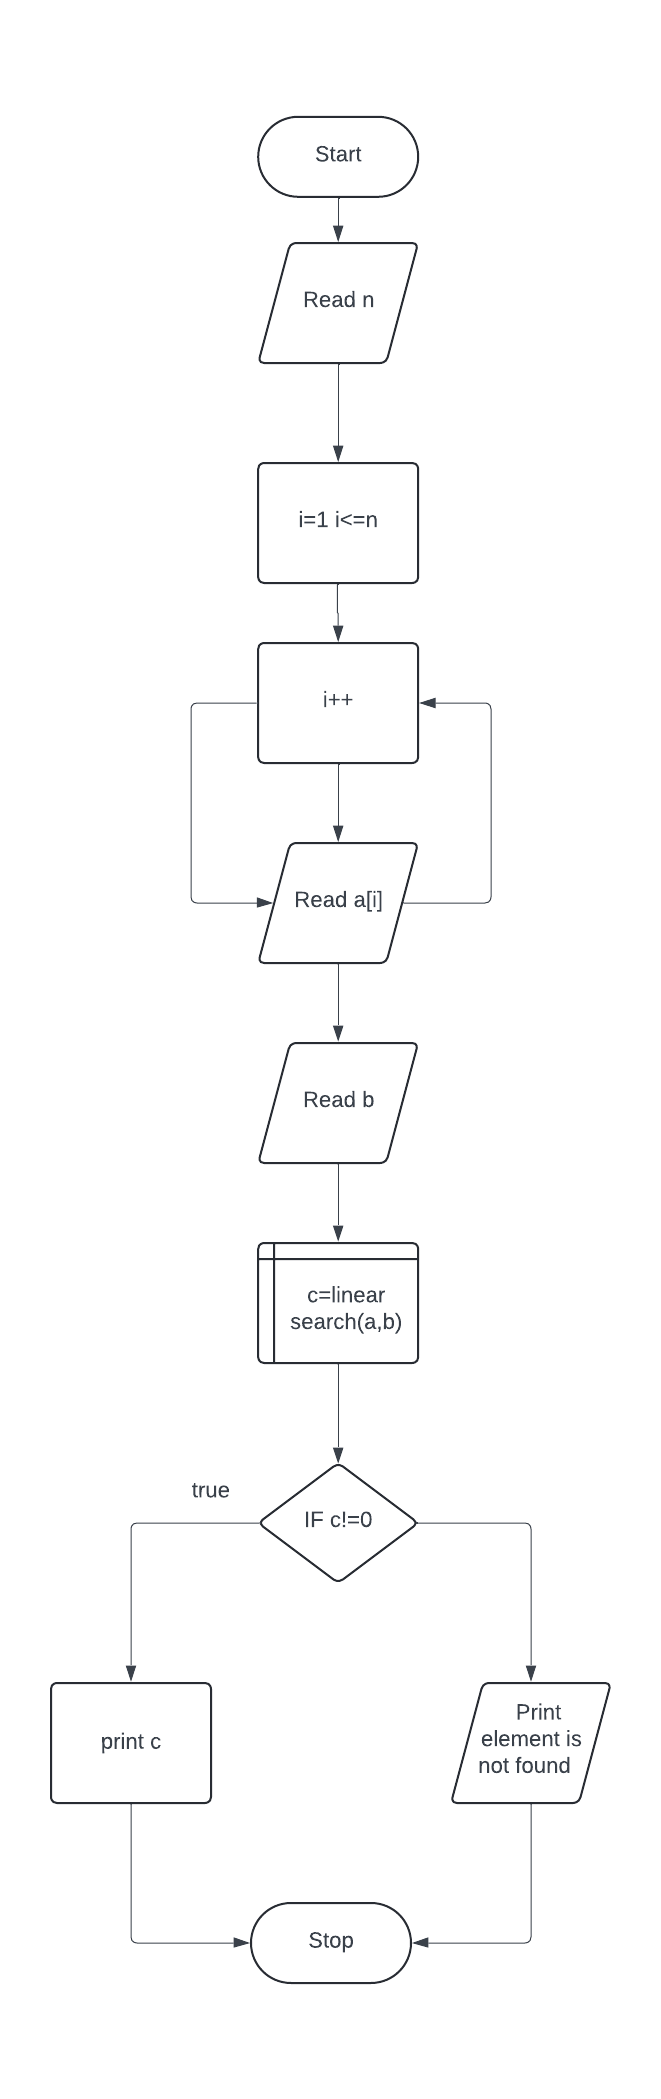 Start
Read n
i=1 i<=n
i++
Read a[i]
Read b
c=linear
search(a,b)
true
IF c!=0
print c
Print
element is
not found
Stop